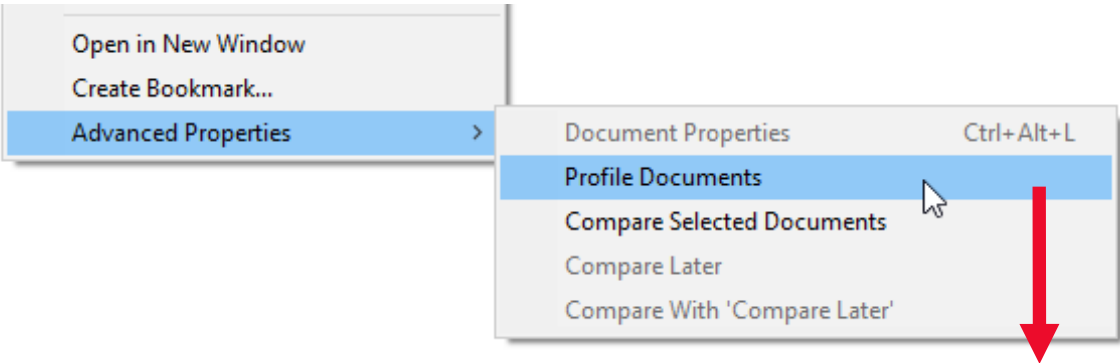 Open in New Window
Create Bookmark...
Advanced Properties >
Document Properties Ctrl+Alt+L
Profile Documents
Compare Selected Documents
Compare Later
Compare With 'Compare Later'